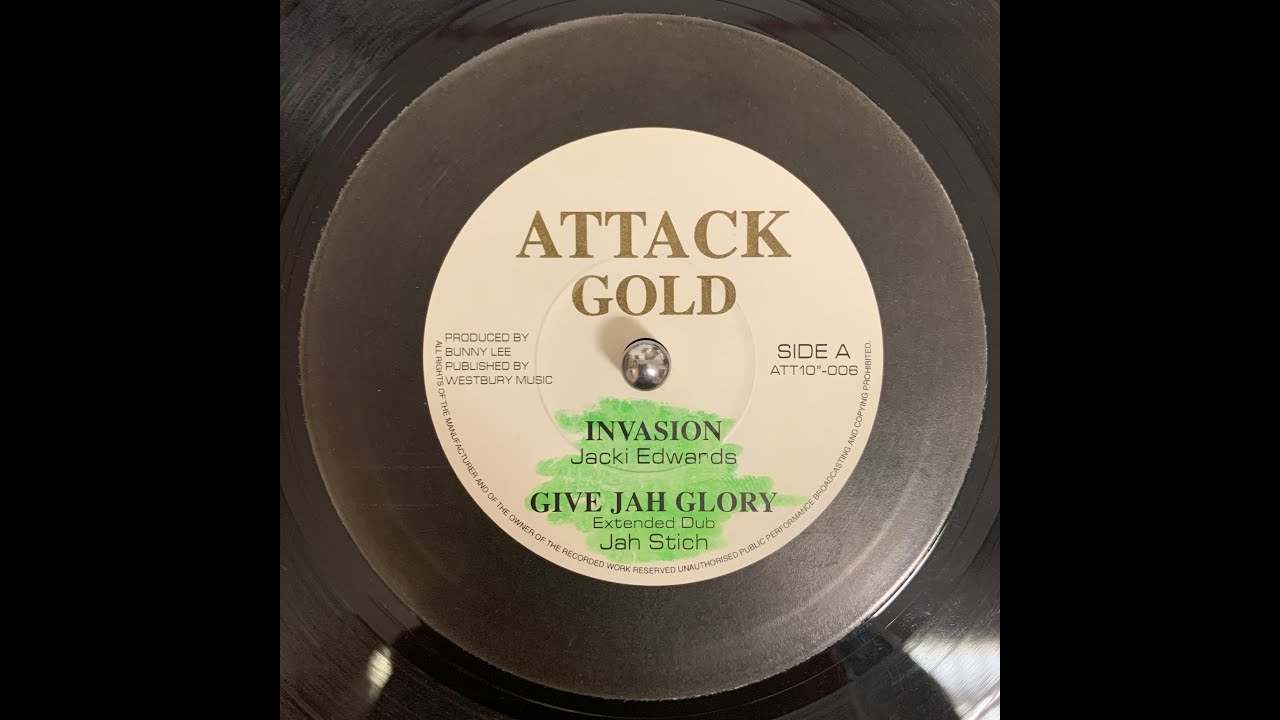 ATTACK
GOLD
PRODUCED BY
BUNNY LEE
PUBLISHED BY
WESTBURY MUSIC
SIDE A
ATT10"-006
INVASION
Jacki Edwards
GIVE JAH GLORY
Extended Dub
Jah Stich
ALL RIGHTS OF THE MANUFACTURER AND OF THE OWNER OF THE RECORDED WORK RESERVED UNAUTHORISED PUBLIC PERFORMANCE BROADCASTING AND COPYING PROHIBITED.